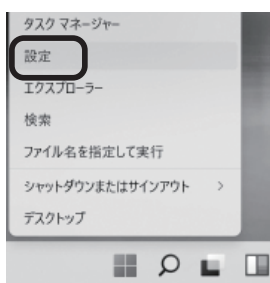 タスク マネージャー
設定
エクスプローラー
検索
ファイル名を指定して実行
シャットダウンまたはサインアウト
デスクトップ